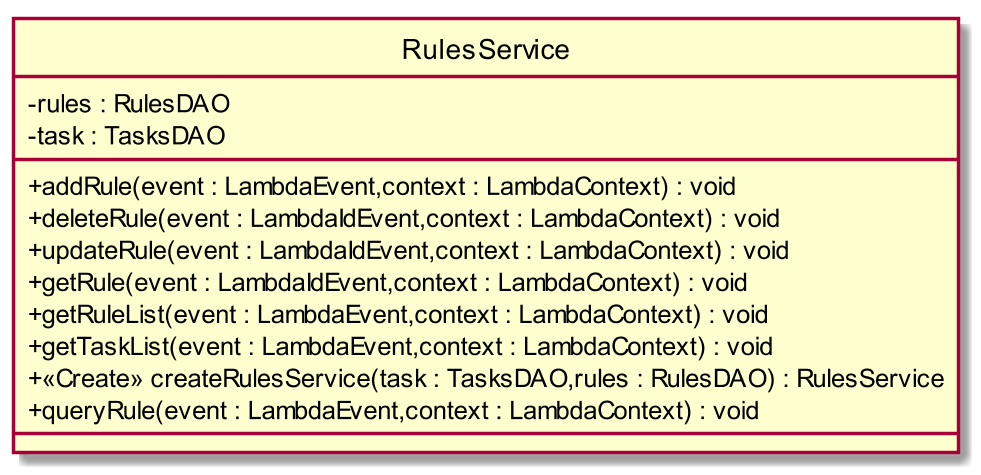 RulesService
-rules : RulesDAO
-task : TasksDAO
+addRule(event : LambdaEvent,context : LambdaContext) : void
+deleteRule(event : LambdaIdEvent,context : LambdaContext) : void
+updateRule(event : LambdaIdEvent,context : LambdaContext) : void
+getRule(event : LambdaIdEvent,context : LambdaContext) : void
+getRuleList(event : LambdaEvent,context : LambdaContext) : void
+getTaskList(event : LambdaEvent,context : LambdaContext) : void
+«Create» createRulesService(task : TasksDAO,rules : RulesDAO) : RulesService
+queryRule(event : LambdaEvent,context : LambdaContext) : void